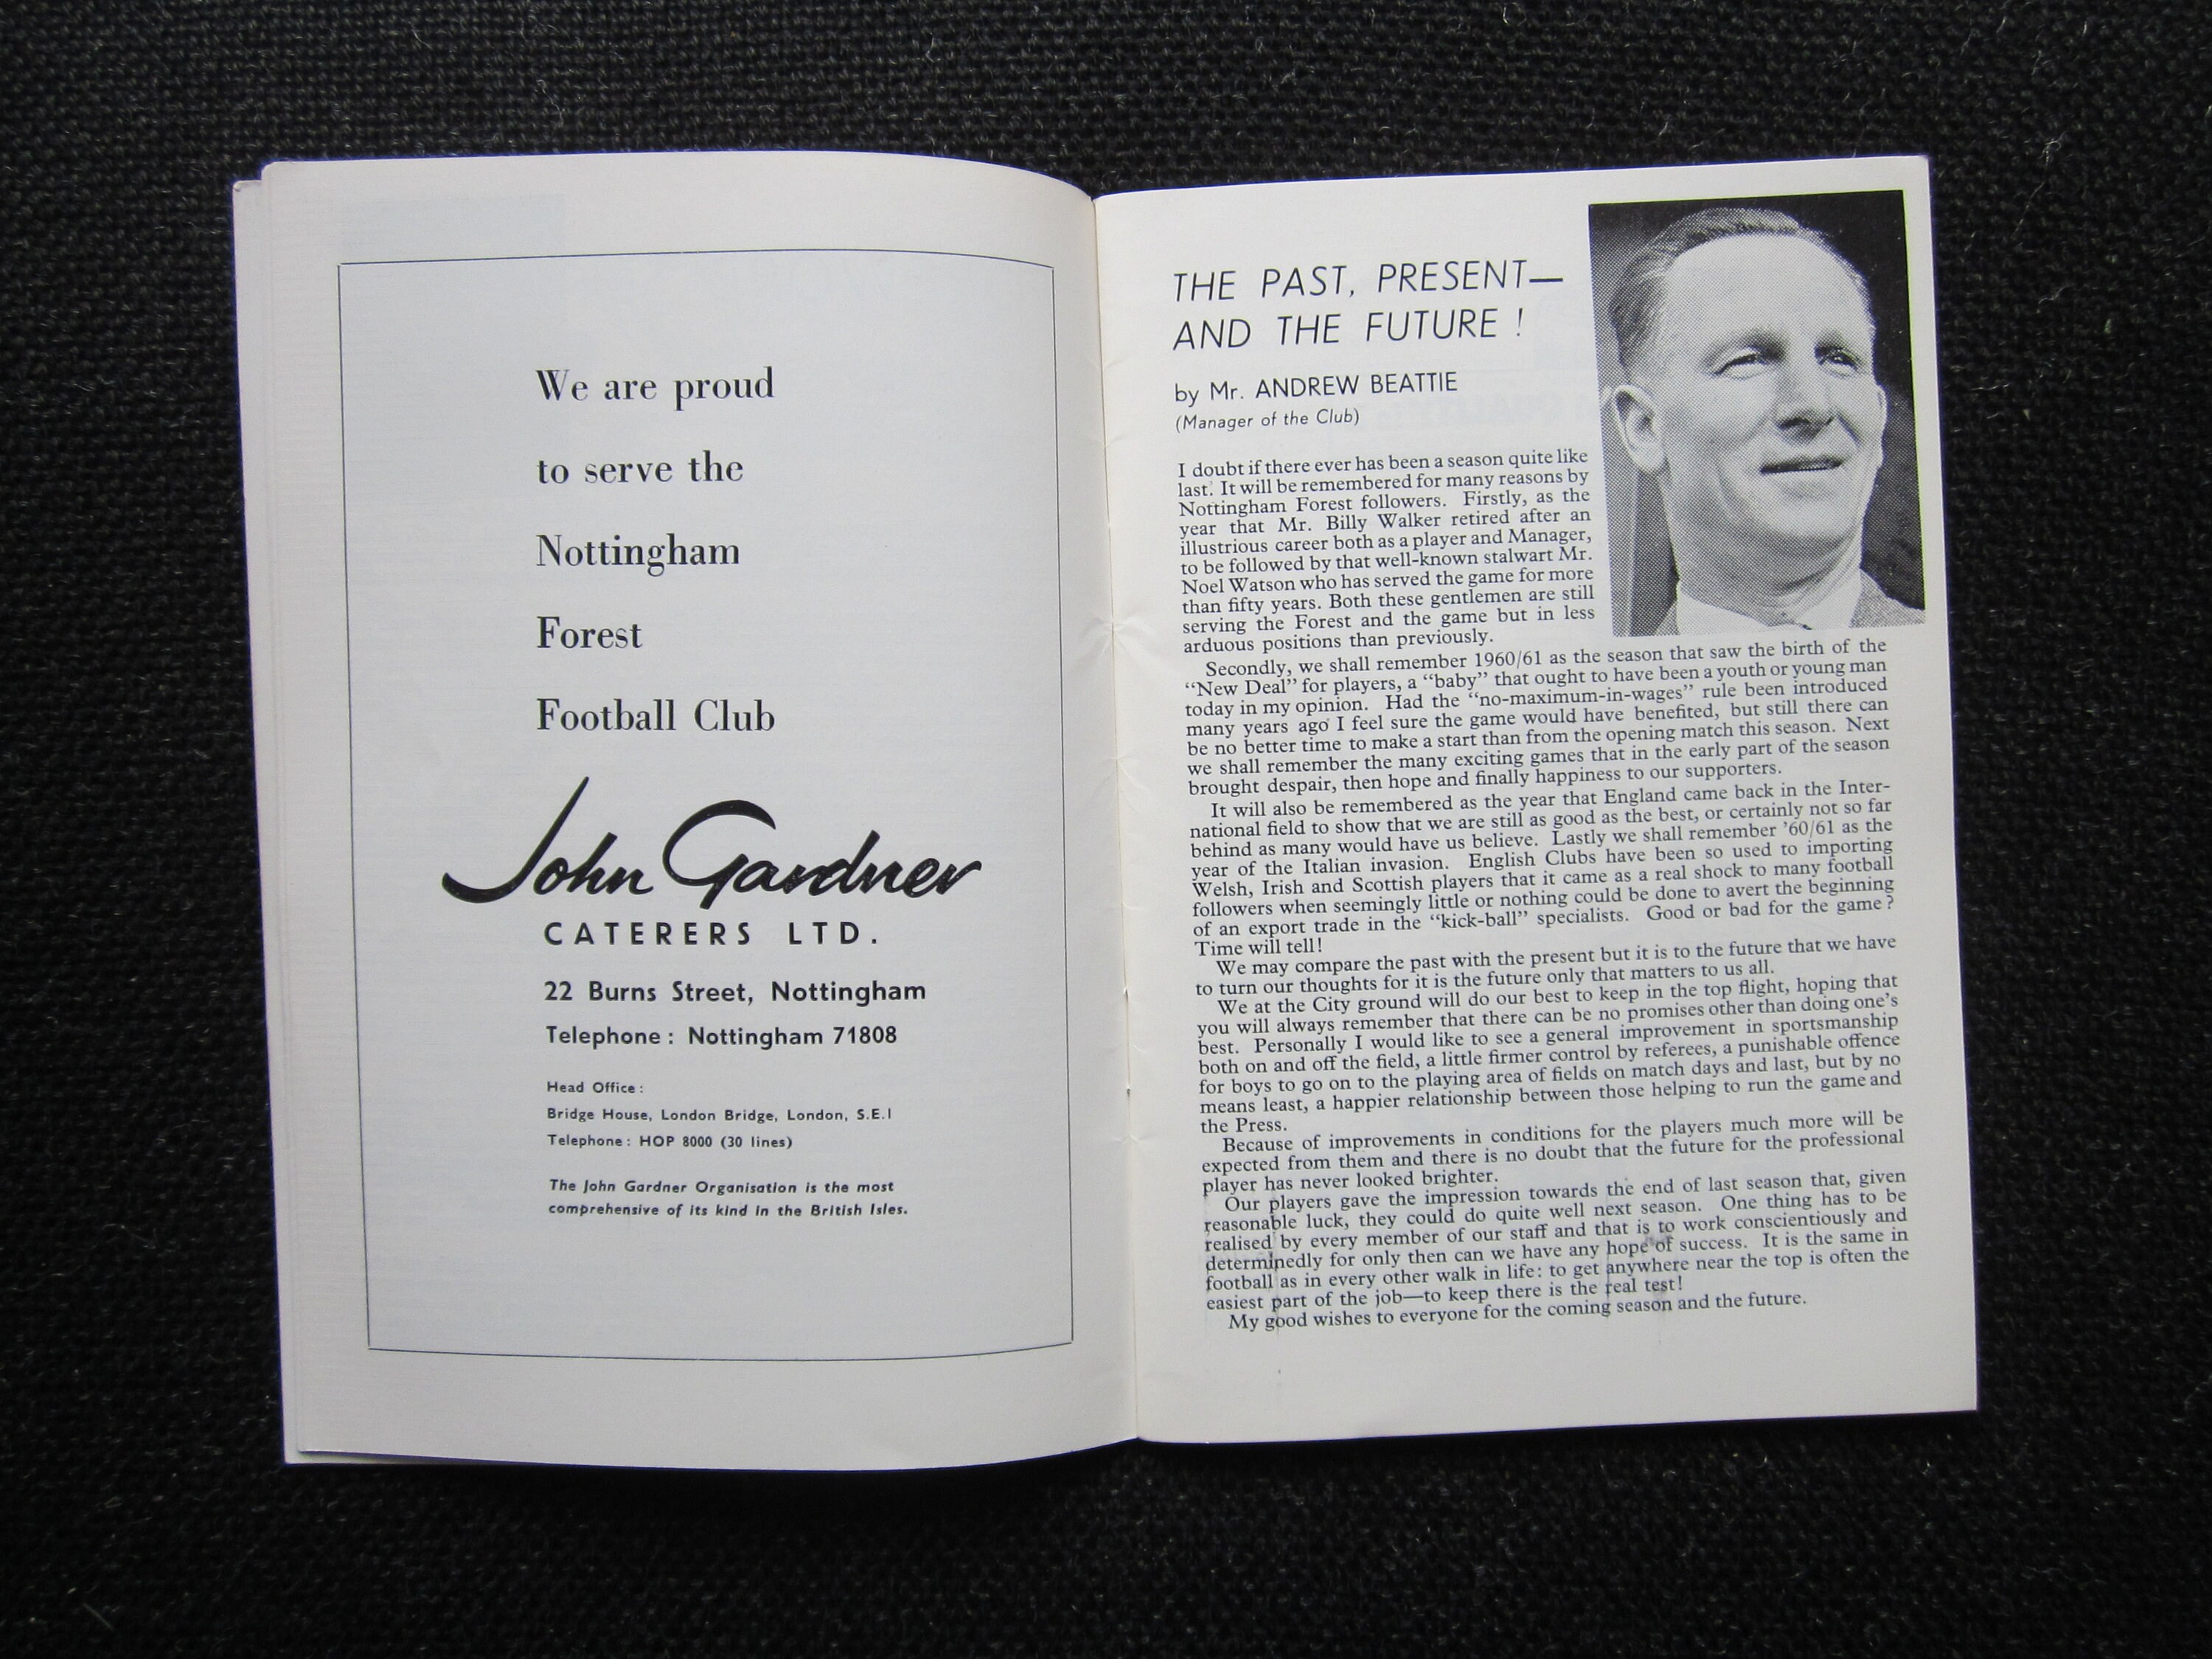 We are proud
to serve the
Nottingham
Forest
Football Club
John Gardner
CATERERS LTD.
22 Burns Street, Nottingham
Telephone : Nottingham 71808
Head Office :
Bridge House, London Bridge, London, S.E.1
Telephone : HOP 8000 (30 lines)
The John Gardner Organisation is the most
comprehensive of its kind in the British Isles.
THE PAST, PRESENT—
AND THE FUTURE !
by Mr. ANDREW BEATTIE
(Manager of the Club)
I doubt if there ever has been a season quite like
last. It will be remembered for many reasons by
Nottingham Forest followers. Firstly, as the
year that Mr. Billy Walker retired after an
illustrious career both as a player and Manager,
to be followed by that well-known stalwart Mr.
Noel Watson who has served the game for more
than fifty years. Both these gentlemen are still
serving the Forest and the game but in less
arduous positions than previously.
Secondly, we shall remember 1960/61 as the season that saw the birth of the
“New Deal” for players, a “baby” that ought to have been a youth or young man
today in my opinion. Had the “no-maximum-in-wages” rule been introduced
many years ago I feel sure the game would have benefited, but still there can
be no better time to make a start than from the opening match this season. Next
we shall remember the many exciting games that in the early part of the season
brought despair, then hope and finally happiness to our supporters.
It will also be remembered as the year that England came back in the Inter-
national field to show that we are still as good as the best, or certainly not so far
behind as many would have us believe. Lastly we shall remember ’60/61 as the
year of the Italian invasion. English Clubs have been so used to importing
Welsh, Irish and Scottish players that it came as a real shock to many football
followers when seemingly little or nothing could be done to avert the beginning
of an export trade in the “kick-ball” specialists. Good or bad for the game?
Time will tell!
We may compare the past with the present but it is to the future that we have
to turn our thoughts for it is the future only that matters to us all.
We at the City ground will do our best to keep in the top flight, hoping that
you will always remember that there can be no promises other than doing one’s
best. Personally I would like to see a general improvement in sportsmanship
both on and off the field, a little firmer control by referees, a punishable offence
for boys to go on to the playing area of fields on match days and last, but by no
means least, a happier relationship between those helping to run the game and
the Press.
Because of improvements in conditions for the players much more will be
expected from them and there is no doubt that the future for the professional
player has never looked brighter.
Our players gave the impression towards the end of last season that, given
reasonable luck, they could do quite well next season. One thing has to be
realised by every member of our staff and that is to work conscientiously and
determinedly for only then can we have any hope of success. It is the same in
football as in every other walk in life: to get anywhere near the top is often the
easiest part of the job—to keep there is the real test!
My good wishes to everyone for the coming season and the future.